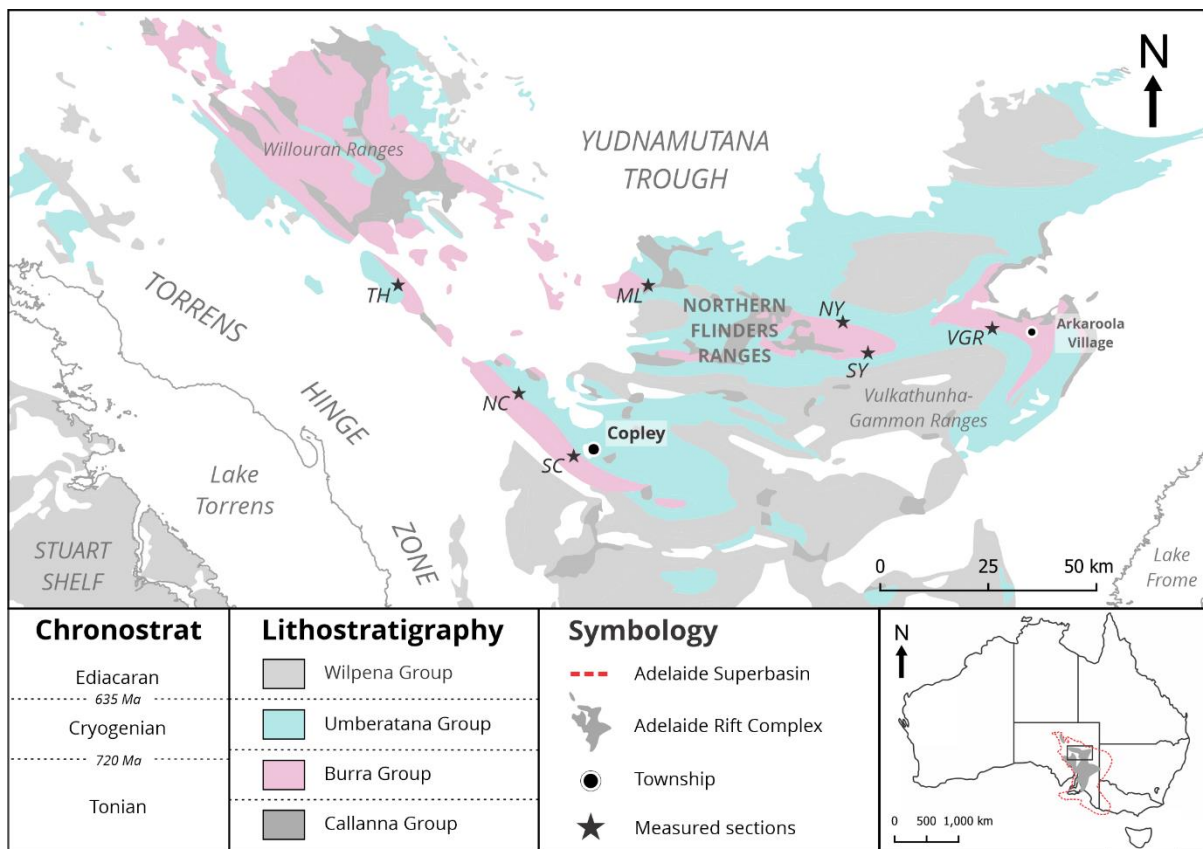 N
Willouran Ranges
YUDNAMUTANA
TROUGH
TORRENS
HINGE
ZONE
TH
ML
NORTHERN
FLINDERS
RANGES
NY
SY
VGR
Arkaroola
Village
Vulkathunha-
Gammon Ranges
NC
SC
Copley
Lake
Torrens
STUART
SHELF
0 25 50 km
Lake
Frome
Chronostrat
Ediacaran
635 Ma
Cryogenian
720 Ma
Tonian
Lithostratigraphy
Wilpena Group
Umberatana Group
Burra Group
Callanna Group
Symbology
Adelaide Superbasin
Adelaide Rift Complex
Township
Measured sections
N
0 500 1,000 km